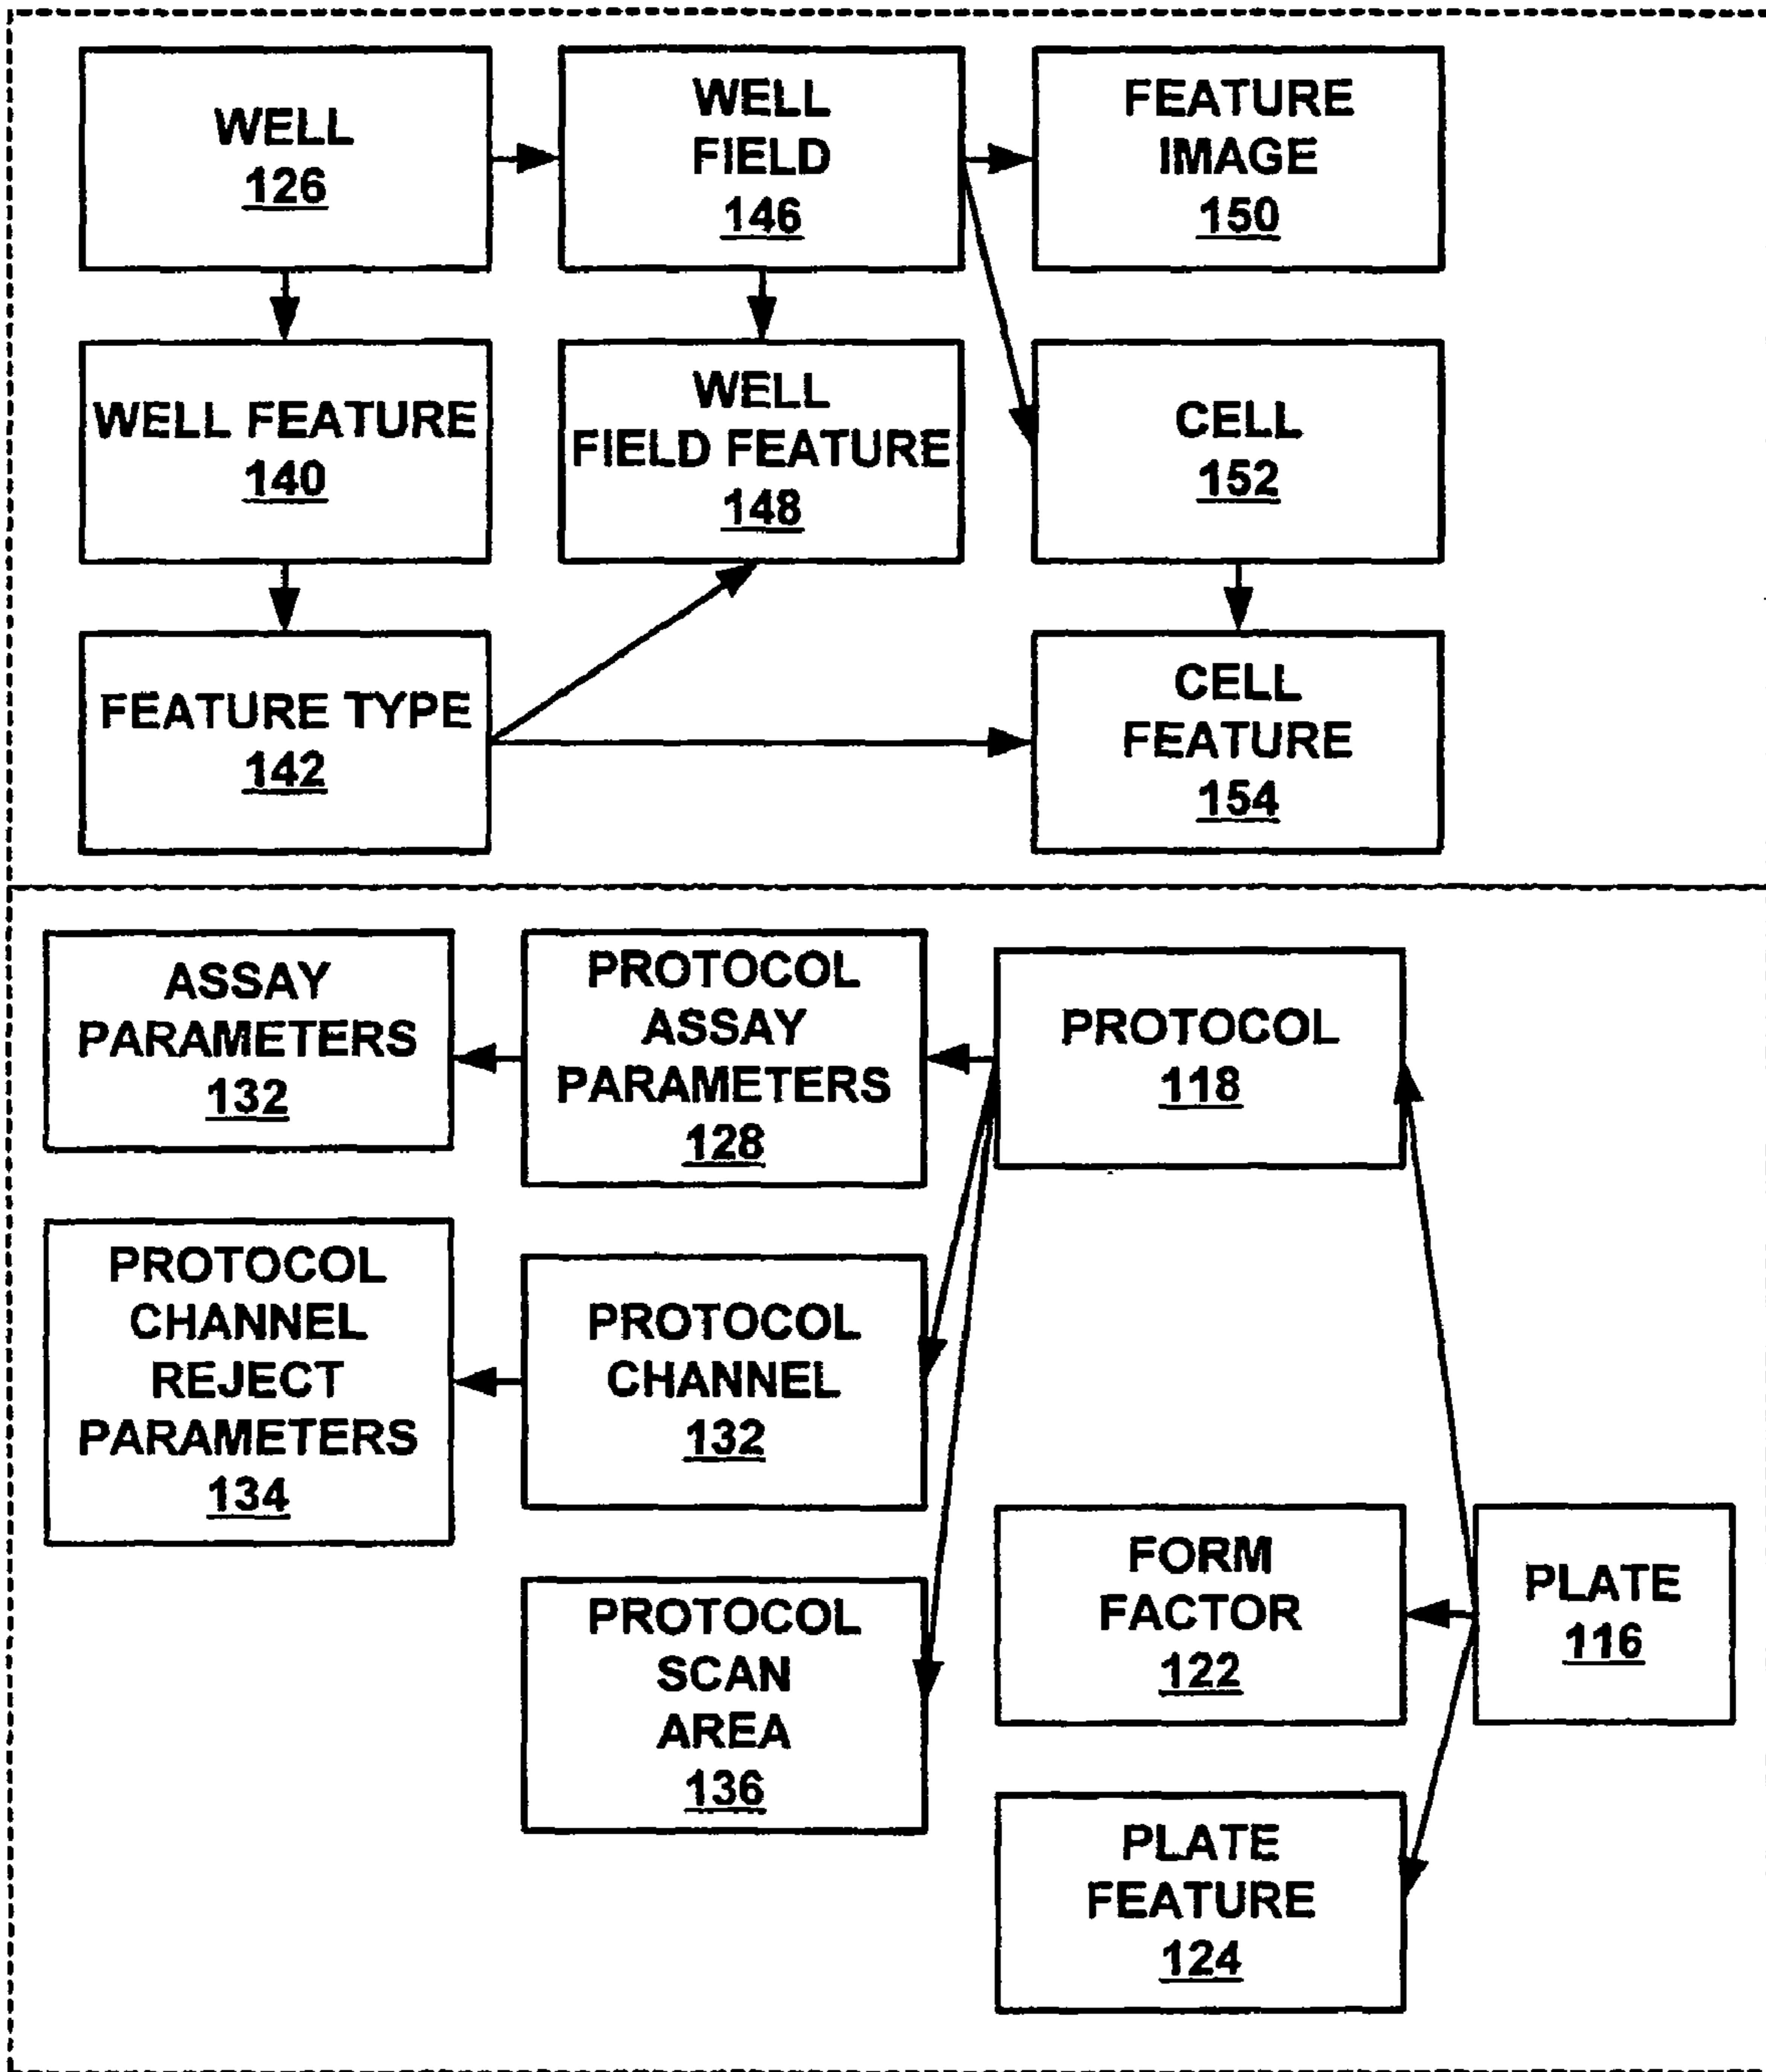 WELL
126
WELL
FIELD
146
FEATURE
IMAGE
150
WELL FEATURE
140
WELL
FIELD FEATURE
148
CELL
152
FEATURE TYPE
142
CELL
FEATURE
154
ASSAY
PARAMETERS
132
PROTOCOL
ASSAY
PARAMETERS
128
PROTOCOL
118
PROTOCOL
CHANNEL
REJECT
PARAMETERS
134
PROTOCOL
CHANNEL
132
FORM
FACTOR
122
PLATE
116
PROTOCOL
SCAN
AREA
136
PLATE
FEATURE
124